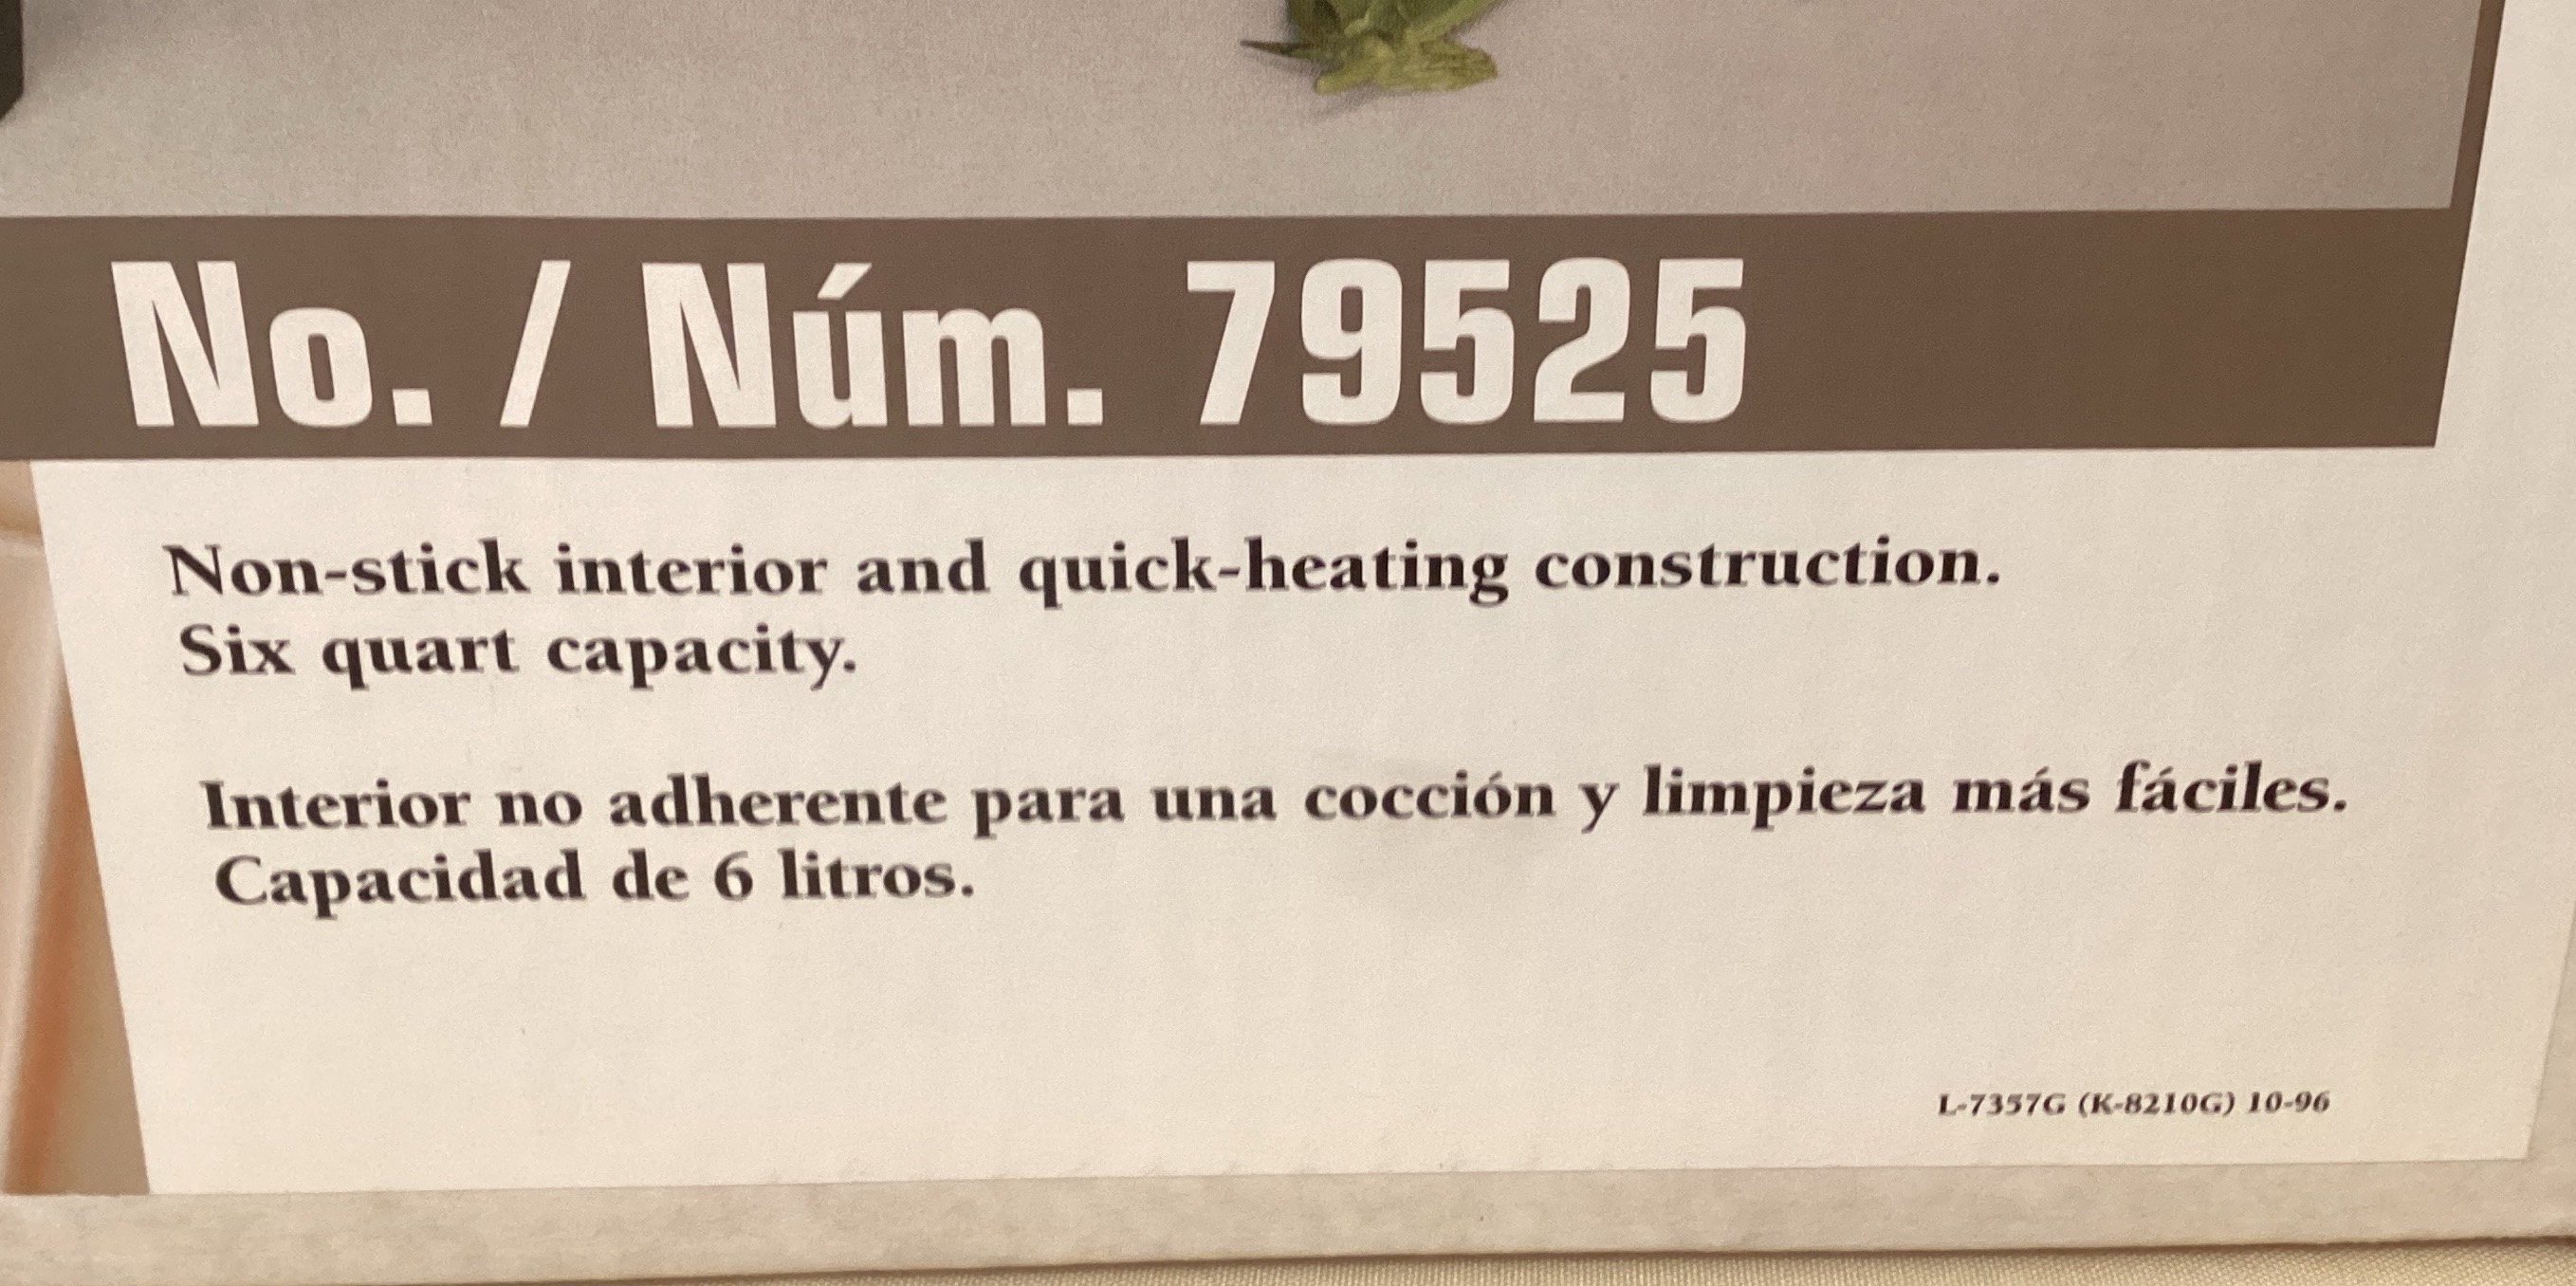 No. / Núm. 79525
Non-stick interior and quick-heating construction.
Six quart capacity.
Interior no adherente para una cocción y limpieza más fáciles.
Capacidad de 6 litros.
L-7357G (K-8210G) 10-96